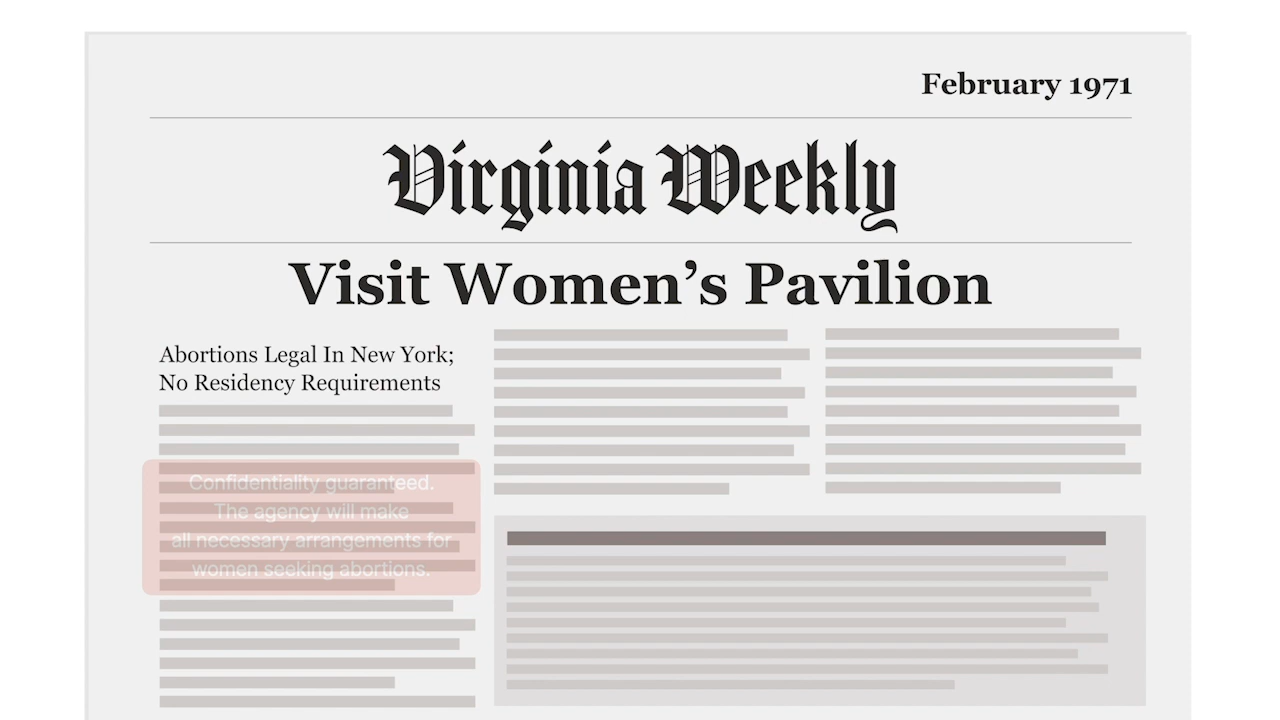 February 1971
Virginia Weekly
Visit Women’s Pavilion
Abortions Legal In New York;
No Residency Requirements
Confidentiality guaranteed.
The agency will make
all necessary arrangements for
women seeking abortions.